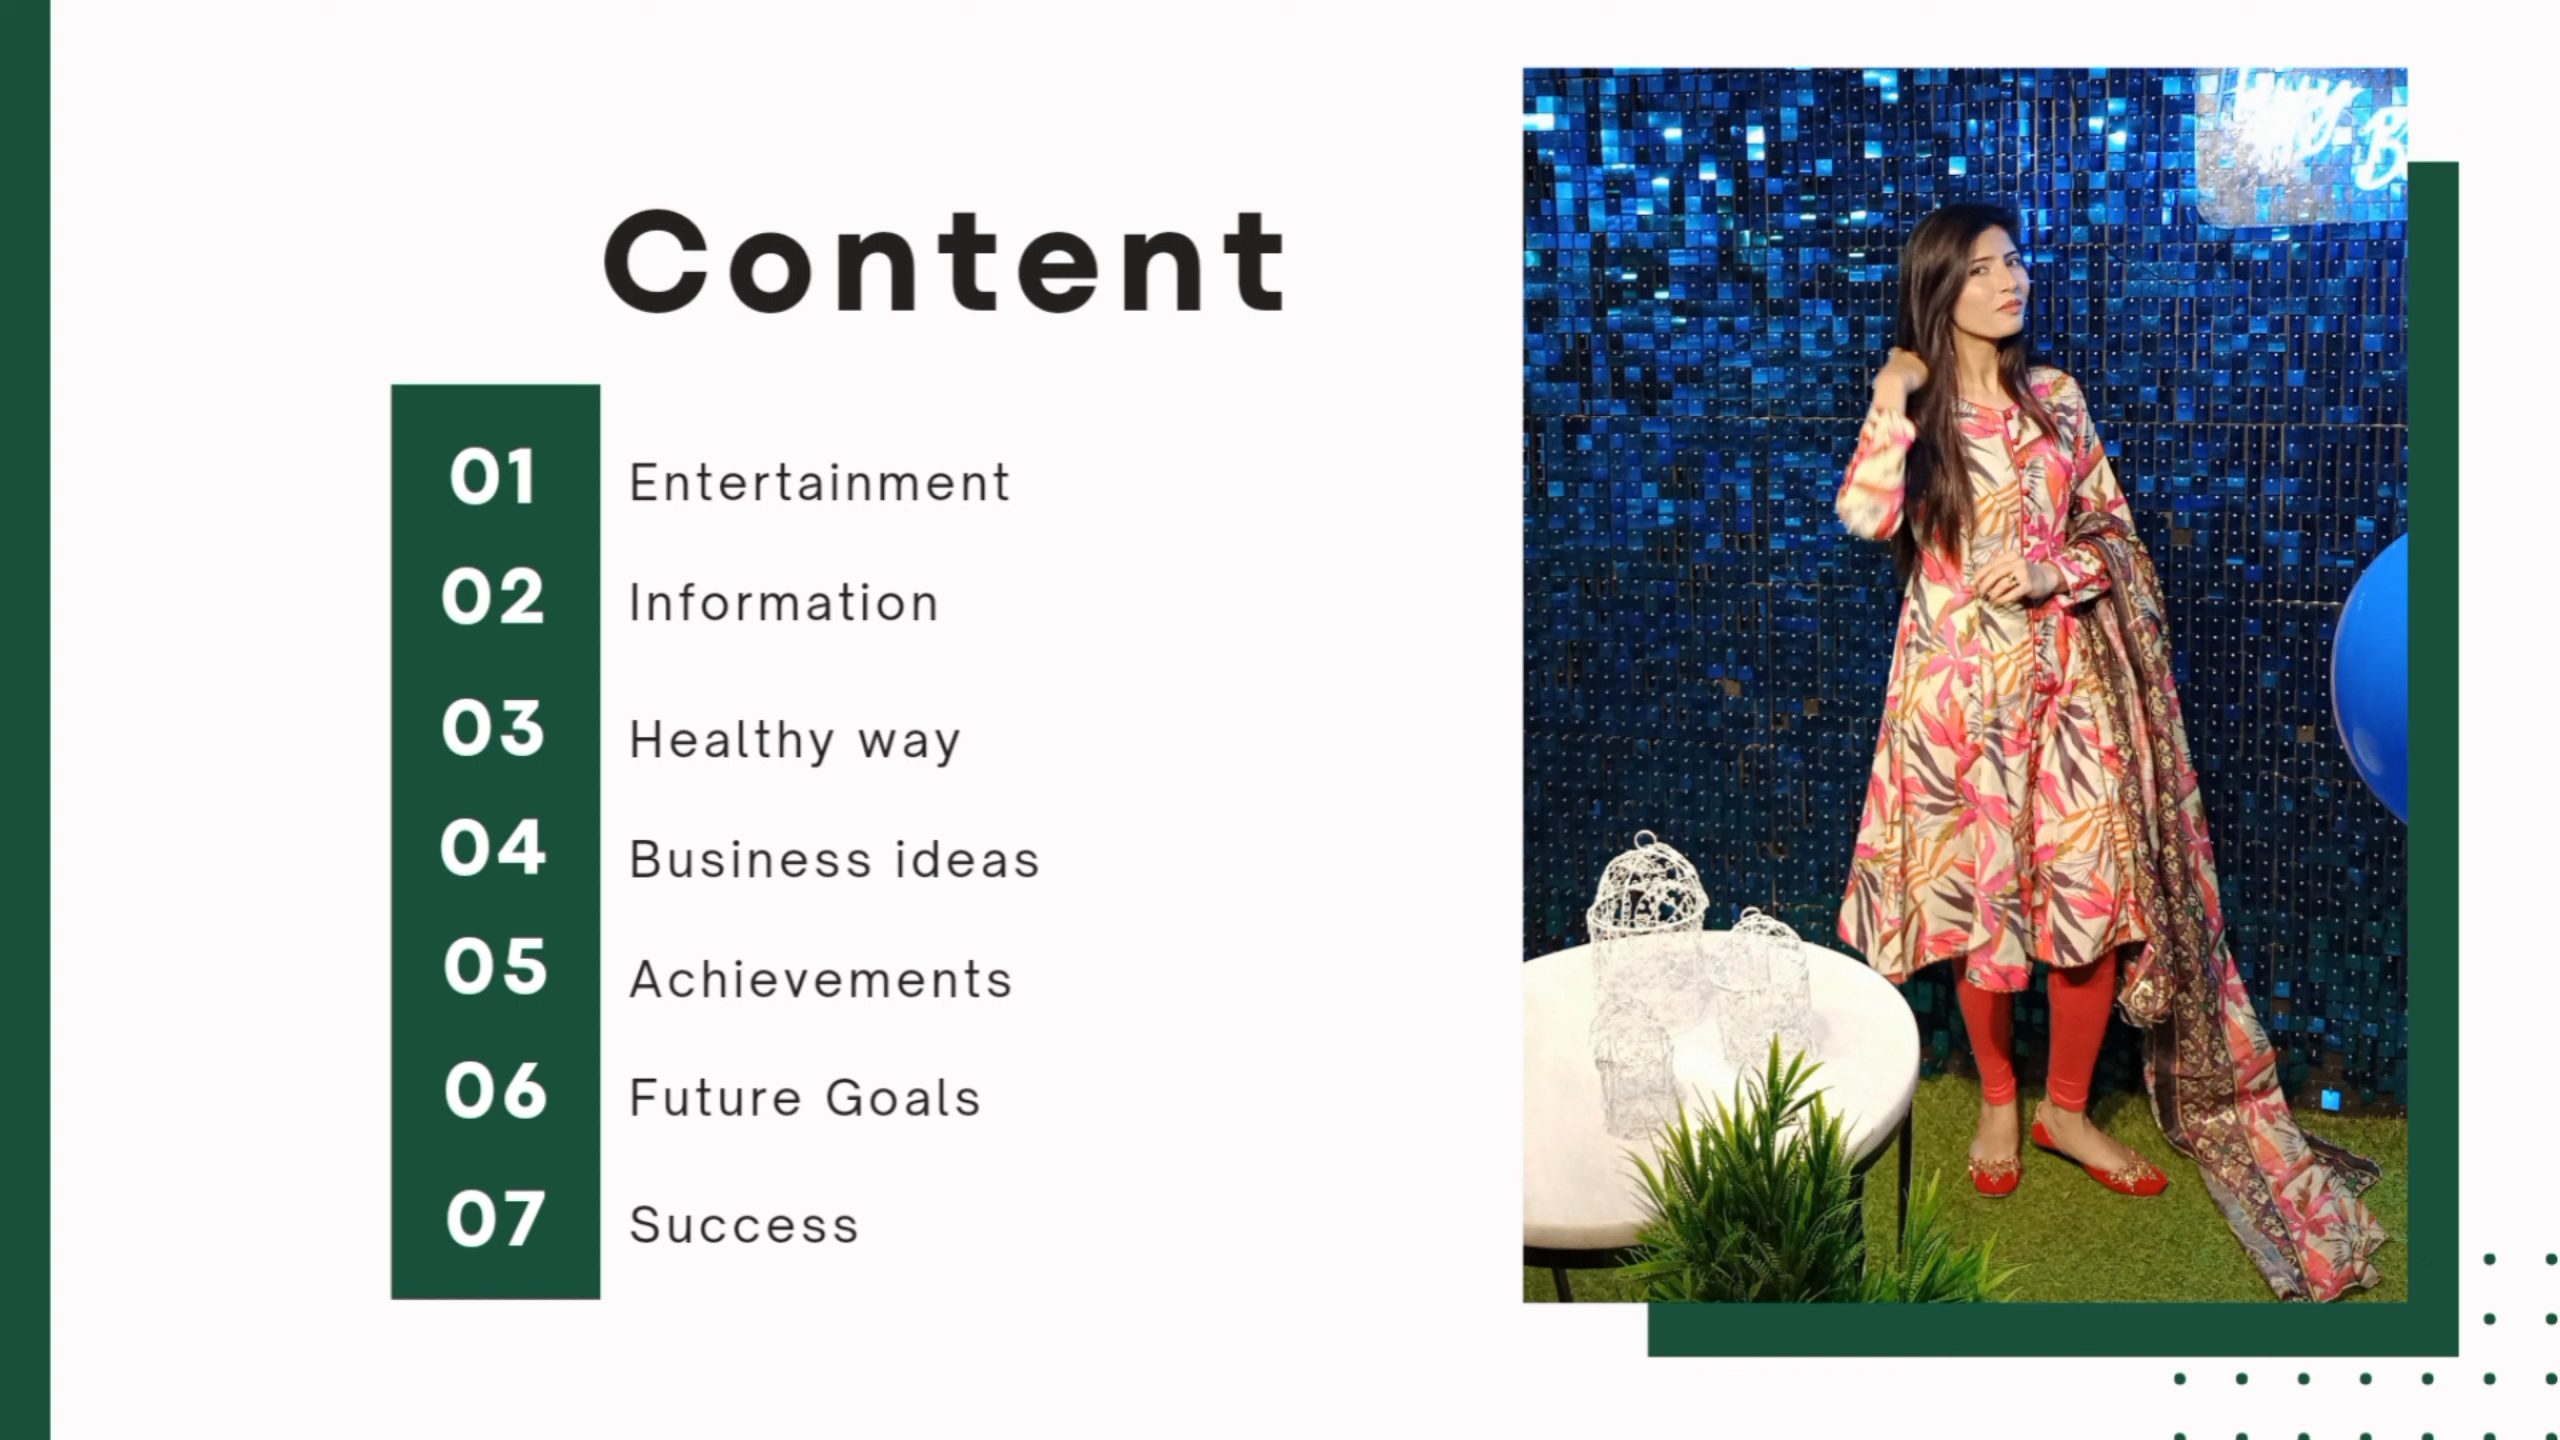 Content
01 Entertainment
02 Information
03 Healthy way
04 Business ideas
05 Achievements
06 Future Goals
07 Success